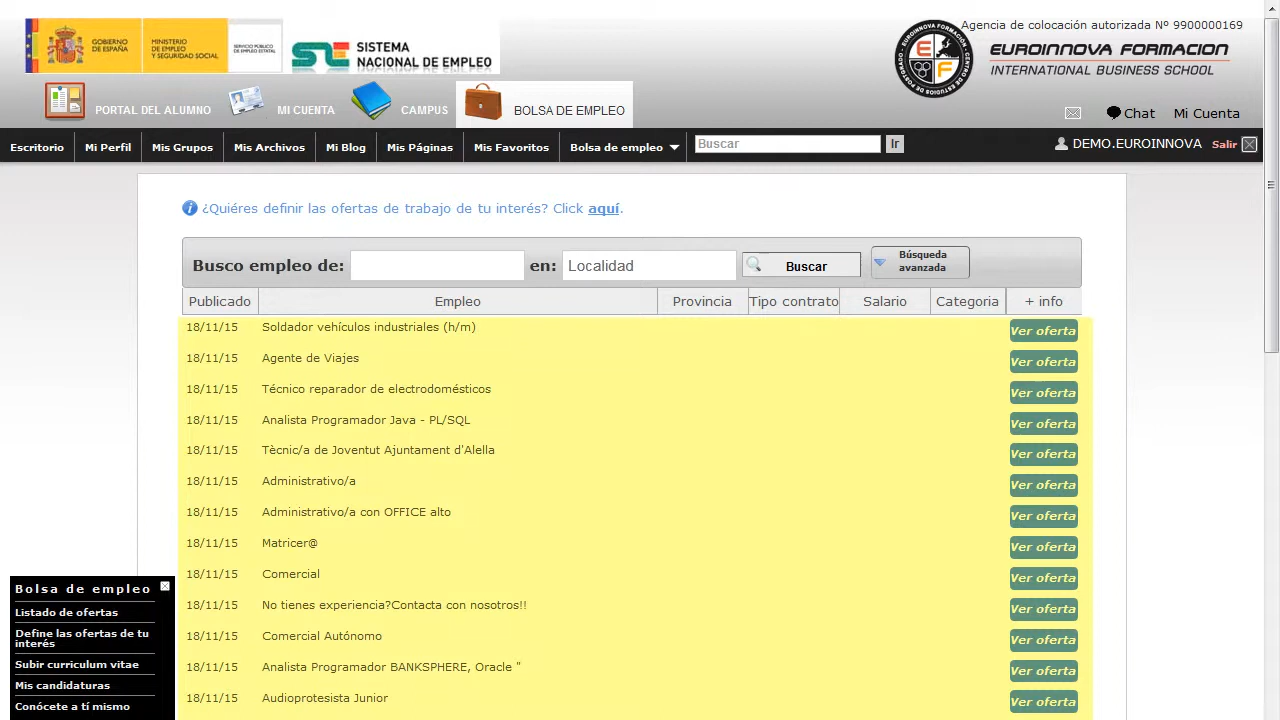 GOBIERNO
DE ESPAÑA
MINISTERIO
DE EMPLEO
Y SEGURIDAD SOCIAL
SERVICIO PÚBLICO
DE EMPLEO ESTATAL
SISTEMA
NACIONAL DE EMPLEO
Agencia de colocación autorizada Nº 9900000169
EUROINNOVA FORMACION
INTERNATIONAL BUSINESS SCHOOL
PORTAL DEL ALUMNO
MI CUENTA
CAMPUS
BOLSA DE EMPLEO
Chat
Mi Cuenta
Escritorio
Mi Perfil
Mis Grupos
Mis Archivos
Mi Blog
Mis Páginas
Mis Favoritos
Bolsa de empleo
Buscar
Ir
DEMO.EUROINNOVA
Salir
¿Quiéres definir las ofertas de trabajo de tu interés? Click aquí.
Busco empleo de:
en:
Localidad
Buscar
Búsqueda
avanzada
Publicado Empleo Provincia Tipo contrato Salario Categoria + info
18/11/15 Soldador vehículos industriales (h/m) Ver oferta
18/11/15 Agente de Viajes Ver oferta
18/11/15 Técnico reparador de electrodomésticos Ver oferta
18/11/15 Analista Programador Java - PL/SQL Ver oferta
18/11/15 Tècnic/a de Joventut Ajuntament d'Alella Ver oferta
18/11/15 Administrativo/a Ver oferta
18/11/15 Administrativo/a con OFFICE alto Ver oferta
18/11/15 Matricer@ Ver oferta
18/11/15 Comercial Ver oferta
18/11/15 No tienes experiencia?Contacta con nosotros!! Ver oferta
18/11/15 Comercial Autónomo Ver oferta
18/11/15 Analista Programador BANKSPHERE, Oracle " Ver oferta
18/11/15 Audioprotesista Junior Ver oferta
Bolsa de empleo
Listado de ofertas
Define las ofertas de tu
interés
Subir curriculum vitae
Mis candidaturas
Conócete a tí mismo